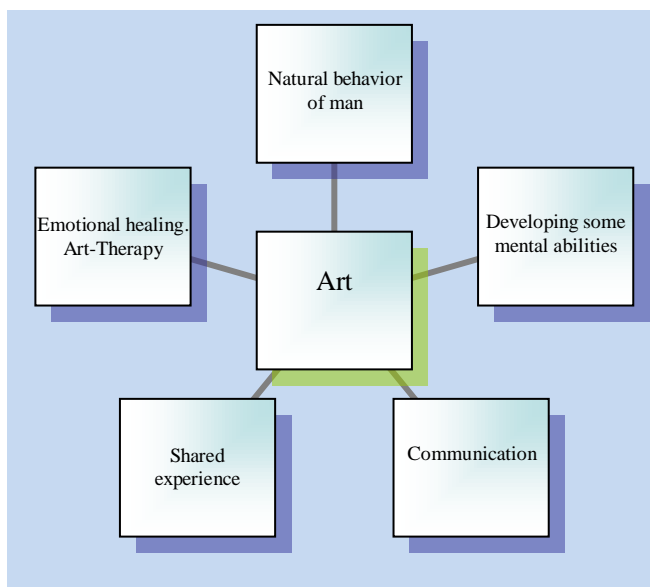 Natural behavior
of man
Emotional healing.
Art-Therapy
Developing some
mental abilities
Art
Shared
experience
Communication